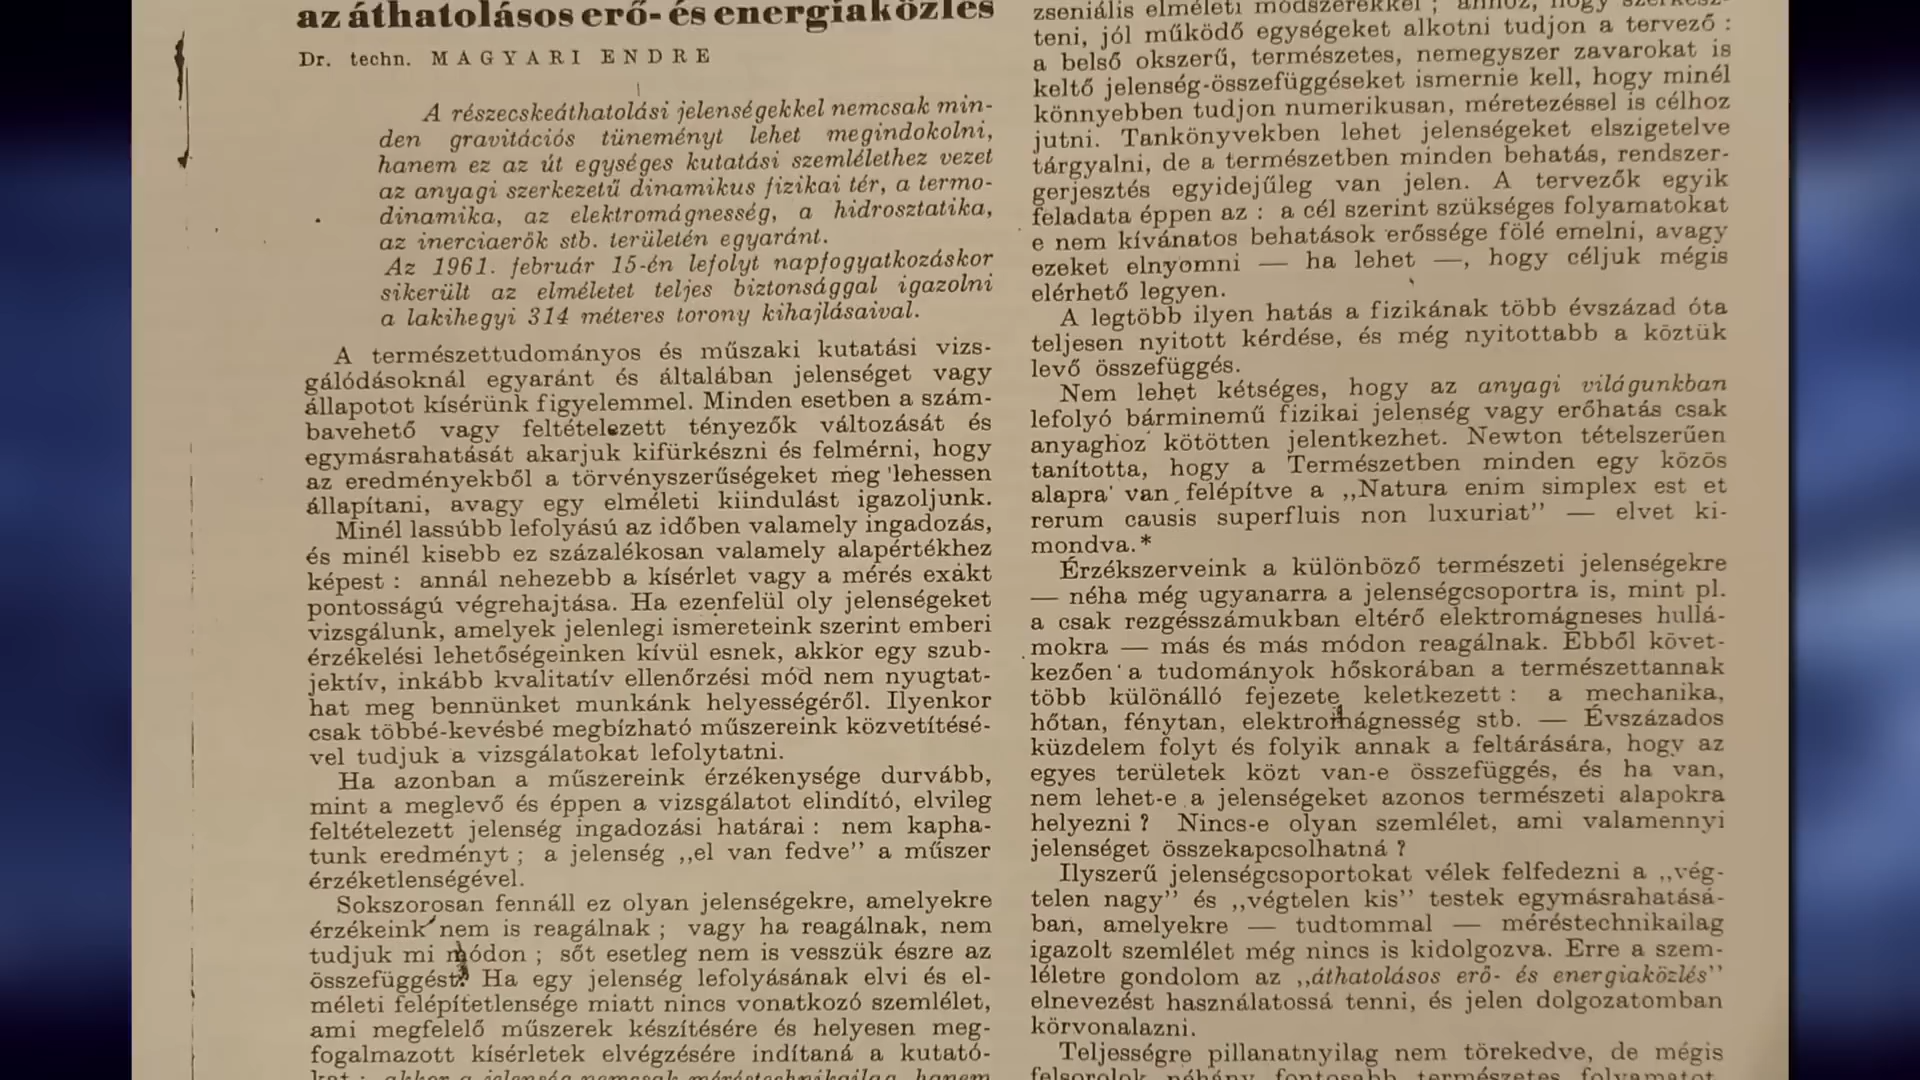 az áthatolásos erő- és energiaközlés
Dr. techn. MAGYARI ENDRE
A részecskeáthatolási jelenségekkel nemcsak min-
den gravitációs tüneményt lehet megindokolni,
hanem ez az út egységes kutatási szemlélethez vezet
az anyagi szerkezetű dinamikus fizikai tér, a termo-
dinamika, az elektromágnesség, a hidrosztatika,
az inerciaerők stb. területén egyaránt.
Az 1961. február 15-én lefolyt napfogyatkozáskor
sikerült az elméletet teljes biztonsággal igazolni
a lakihegyi 314 méteres torony kihajlásaival.
A természettudományos és műszaki kutatási vizs-
gálódásoknál egyaránt és általában jelenséget vagy
állapotot kísérünk figyelemmel. Minden esetben a szám-
bavehető vagy feltételezett tényezők változását és
egymásrahatását akarjuk kifürkészni és felmérni, hogy
az eredményekből a törvényszerűségeket meg lehessen
állapítani, avagy egy elméleti kiindulást igazoljunk.
Minél lassúbb lefolyású az időben valamely ingadozás,
és minél kisebb ez százalékosan valamely alapértékhez
képest : annál nehezebb a kísérlet vagy a mérés exakt
pontosságú végrehajtása. Ha ezenfelül oly jelenségeket
vizsgálunk, amelyek jelenlegi ismereteink szerint emberi
érzékelési lehetőségeinken kívül esnek, akkor egy szub-
jektív, inkább kvalitatív ellenőrzési mód nem nyugtat-
hat meg bennünket munkánk helyességéről. Ilyenkor
csak többé-kevésbé megbízható műszereink közvetítésé-
vel tudjuk a vizsgálatokat lefolytatni.
Ha azonban a műszereink érzékenysége durvább,
mint a meglevő és éppen a vizsgálatot elindító, elvileg
feltételezett jelenség ingadozási határai : nem kapha-
tunk eredményt ; a jelenség „el van fedve” a műszer
érzéketlenségével.
Sokszorosan fennáll ez olyan jelenségekre, amelyekre
érzékeink nem is reagálnak ; vagy ha reagálnak, nem
tudjuk mi módon ; sőt esetleg nem is vesszük észre az
összefüggést. Ha egy jelenség lefolyásának elvi és el-
méleti felépítetlensége miatt nincs vonatkozó szemlélet,
ami megfelelő műszerek készítésére és helyesen meg-
fogalmazott kísérletek elvégzésére indítaná a kutató-
kat : akkor a jelenség nemcsak méréstechnikailag, hanem
zseniális elméleti módszerekkel ; ahhoz, hogy szerkesz-
teni, jól működő egységeket alkotni tudjon a tervező :
a belső okszerű, természetes, nemegyszer zavarokat is
keltő jelenség-összefüggéseket ismernie kell, hogy minél
könnyebben tudjon numerikusan, méretezéssel is célhoz
jutni. Tankönyvekben lehet jelenségeket elszigetelve
tárgyalni, de a természetben minden behatás, rendszer-
gerjesztés egyidejűleg van jelen. A tervezők egyik
feladata éppen az : a cél szerint szükséges folyamatokat
e nem kívánatos behatások erőssége fölé emelni, avagy
ezeket elnyomni — ha lehet —, hogy céljuk mégis
elérhető legyen.
A legtöbb ilyen hatás a fizikának több évszázad óta
teljesen nyitott kérdése, és még nyitottabb a köztük
levő összefüggés.
Nem lehet kétséges, hogy az anyagi világunkban
lefolyó bárminemű fizikai jelenség vagy erőhatás csak
anyaghoz kötötten jelentkezhet. Newton tételszerűen
tanította, hogy a Természetben minden egy közös
alapra van felépítve a „Natura enim simplex est et
rerum causis superfluis non luxuriat” — elvet ki-
mondva.*
Érzékszerveink a különböző természeti jelenségekre
— néha még ugyanarra a jelenségcsoportra is, mint pl.
a csak rezgésszámukban eltérő elektromágneses hullá-
mokra — más és más módon reagálnak. Ebből követ-
kezően a tudományok hőskorában a természettannak
több különálló fejezete keletkezett : a mechanika,
hőtan, fénytan, elektromágnesség stb. — Évszázados
küzdelem folyt és folyik annak a feltárására, hogy az
egyes területek közt van-e összefüggés, és ha van,
nem lehet-e a jelenségeket azonos természeti alapokra
helyezni ? Nincs-e olyan szemlélet, ami valamennyi
jelenséget összekapcsolhatná ?
Ilyszerű jelenségcsoportokat vélek felfedezni a „vég-
telen nagy” és „végtelen kis” testek egymásrahatásá-
ban, amelyekre — tudtommal — méréstechnikailag
igazolt szemlélet még nincs is kidolgozva. Erre a szem-
léletre gondolom az „áthatolásos erő- és energiaközlés”
elnevezést használatossá tenni, és jelen dolgozatomban
körvonalazni.
Teljességre pillanatnyilag nem törekedve, de mégis
felsorolok néhány fontosabb természetes folyamatot,